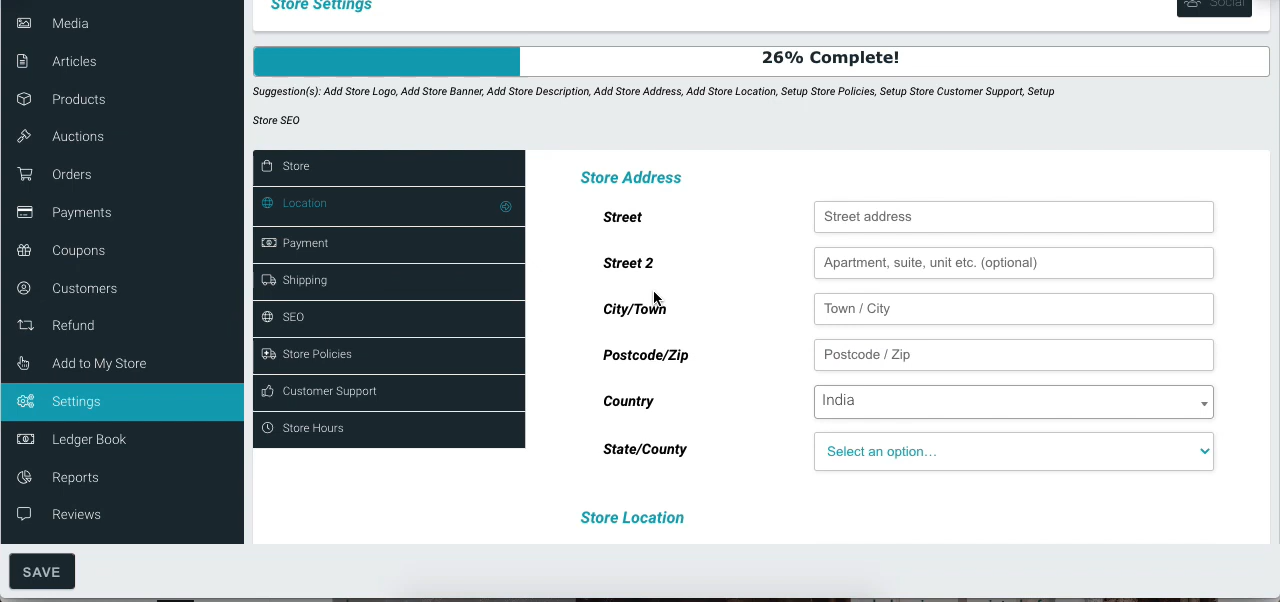 Store Settings
Social
Media
Articles
Products
Auctions
Orders
Payments
Coupons
Customers
Refund
Add to My Store
Settings
Ledger Book
Reports
Reviews
SAVE
26% Complete!
Suggestion(s): Add Store Logo, Add Store Banner, Add Store Description, Add Store Address, Add Store Location, Setup Store Policies, Setup Store Customer Support, Setup
Store SEO
Store
Location
Payment
Shipping
SEO
Store Policies
Customer Support
Store Hours
Store Address
Street
Street address
Street 2
Apartment, suite, unit etc. (optional)
City/Town
Town / City
Postcode/Zip
Postcode / Zip
Country
India
State/County
Select an option…
Store Location